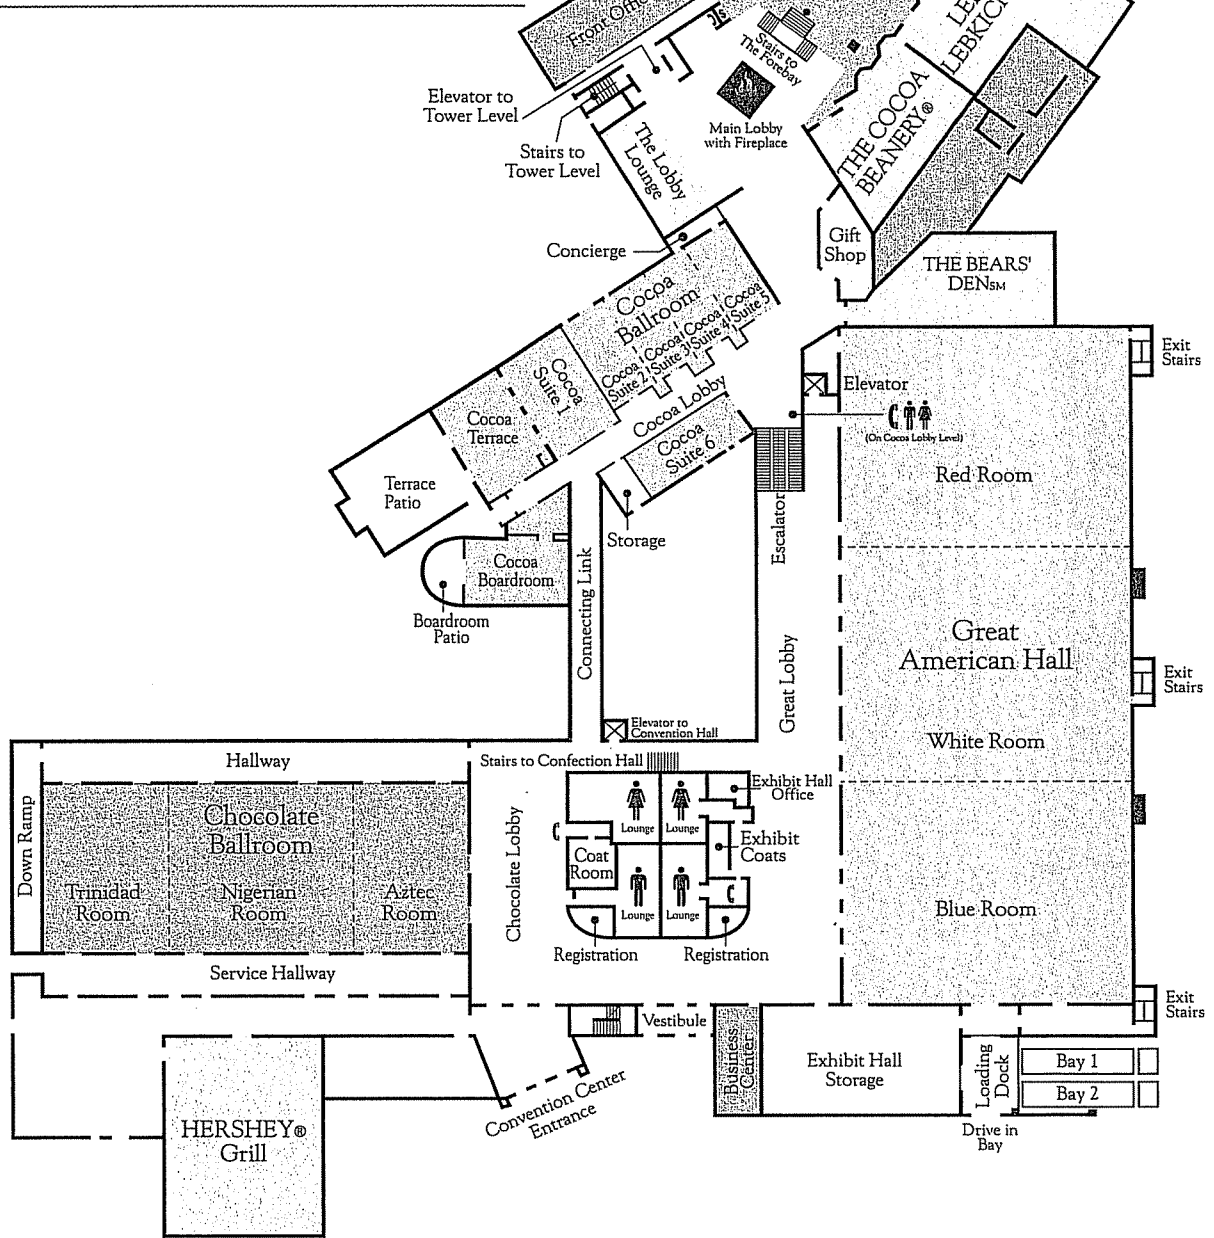 Front Offi
Stairs to
The Forebay
LE
LEBKICH
Elevator to
Tower Level
Main Lobby
with Fireplace
THE COCOA
BEANERY®
Stairs to
Tower Level
The Lobby
Lounge
Concierge
Gift
Shop
THE BEARS'
DENSM
Cocoa
Ballroom
Cocoa
Suite 5
Cocoa
Suite 4
Cocoa
Suite 3
Cocoa
Suite 2
Cocoa
Suite 1
Exit
Stairs
Elevator
Cocoa Lobby
(On Cocoa Lobby Level)
Cocoa
Terrace
Cocoa
Suite 6
Red Room
Terrace
Patio
Storage
Escalator
Cocoa
Boardroom
Boardroom
Patio
Connecting Link
Great Lobby
Great
American Hall
Exit
Stairs
Elevator to
Convention Hall
White Room
Hallway
Stairs to Confection Hall
Exhibit Hall
Office
Down Ramp
Chocolate
Ballroom
Chocolate Lobby
Lounge
Lounge
Exhibit
Coats
Coat
Room
Trinidad
Room
Nigerian
Room
Aztec
Room
Lounge
Lounge
Blue Room
Registration
Registration
Service Hallway
Exit
Stairs
Vestibule
Business
Center
Exhibit Hall
Storage
Loading
Dock
Bay 1
Bay 2
Convention Center
Entrance
Drive in
Bay
HERSHEY®
Grill